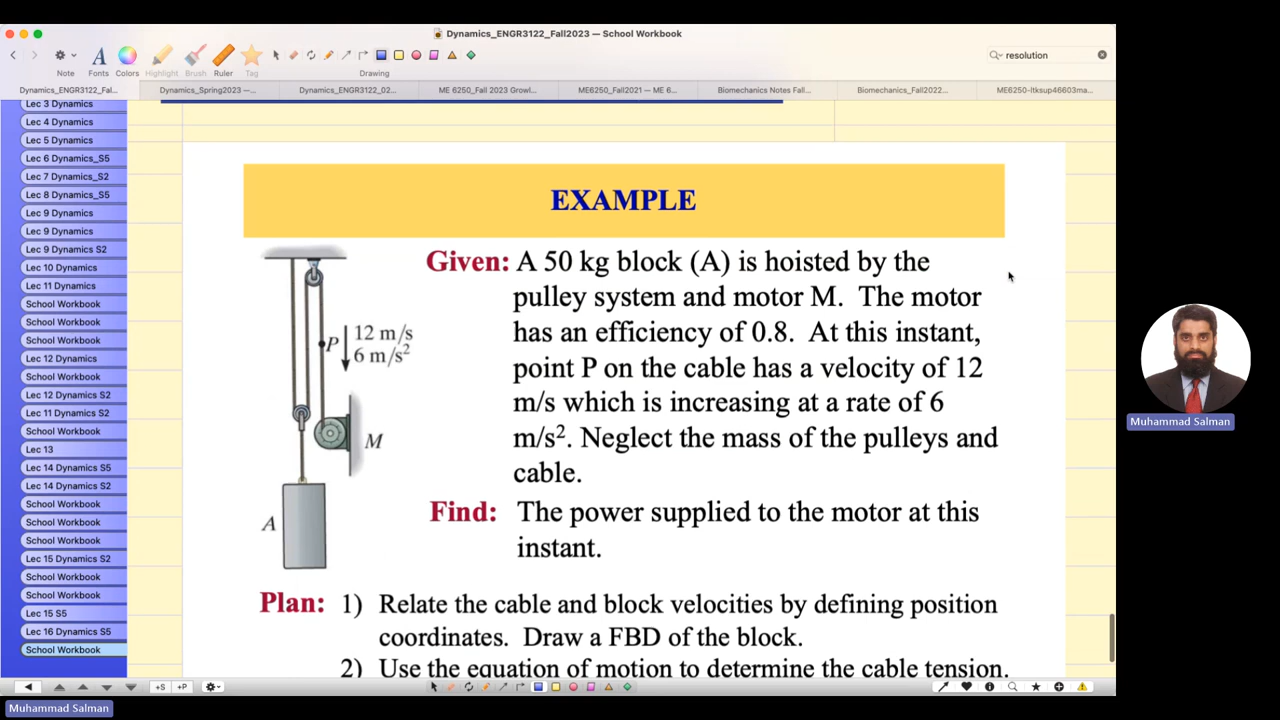 Dynamics_ENGR3122_Fall2023 — School Workbook
resolution
Note Fonts Colors Highlight Brush Ruler Tag Drawing
Dynamics_ENGR3122_Fal... Dynamics_Spring2023 —... Dynamics_ENGR3122_02... ME 6250_Fall 2023 Growl... ME6250_Fall2021 — ME 6... Biomechanics Notes Fall... Biomechanics_Fall2022... ME6250-ltksup46603ma...
Lec 3 Dynamics
Lec 4 Dynamics
Lec 5 Dynamics
Lec 6 Dynamics_S5
Lec 7 Dynamics_S2
Lec 8 Dynamics_S5
Lec 9 Dynamics
Lec 9 Dynamics
Lec 9 Dynamics S2
Lec 10 Dynamics
Lec 11 Dynamics
School Workbook
School Workbook
School Workbook
Lec 12 Dynamics
School Workbook
Lec 12 Dynamics S2
Lec 11 Dynamics S2
School Workbook
Lec 13
Lec 14 Dynamics S5
Lec 14 Dynamics S2
School Workbook
School Workbook
School Workbook
Lec 15 Dynamics S2
School Workbook
School Workbook
Lec 15 S5
Lec 16 Dynamics S5
School Workbook
EXAMPLE
P 12 m/s
6 m/s²
M
A
Given: A 50 kg block (A) is hoisted by the
pulley system and motor M. The motor
has an efficiency of 0.8. At this instant,
point P on the cable has a velocity of 12
m/s which is increasing at a rate of 6
m/s². Neglect the mass of the pulleys and
cable.
Find: The power supplied to the motor at this
instant.
Plan: 1) Relate the cable and block velocities by defining position
coordinates. Draw a FBD of the block.
2) Use the equation of motion to determine the cable tension.
+S +P
Muhammad Salman
Muhammad Salman